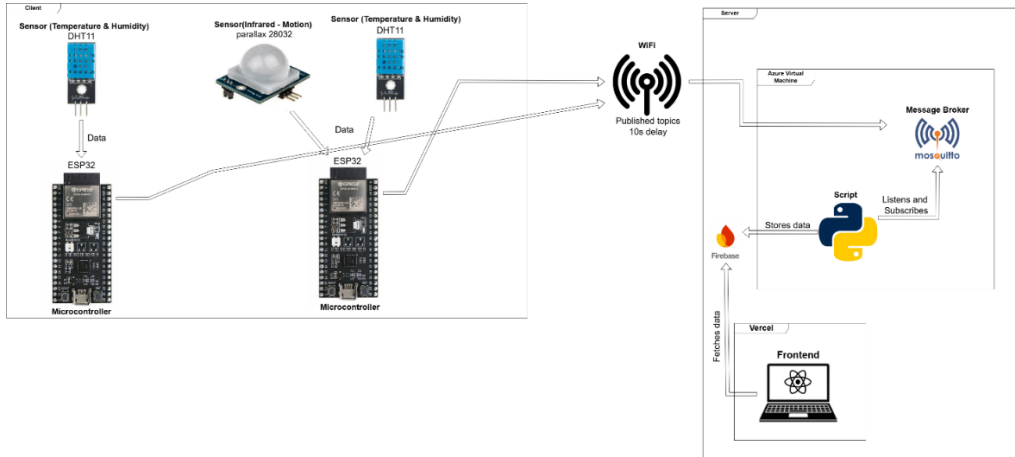 Client
Sensor (Temperature & Humidity)
DHT11
Sensor(Infrared - Motion)
parallax 28032
Sensor (Temperature & Humidity)
DHT11
Data
Data
ESP32
ESP32
Microcontroller
Microcontroller
WiFi
Published topics
10s delay
Server
Azure Virtual
Machine
Message Broker
mosquitto
Listens and
Subscribes
Script
Stores data
Firebase
Fetches data
Vercel
Frontend